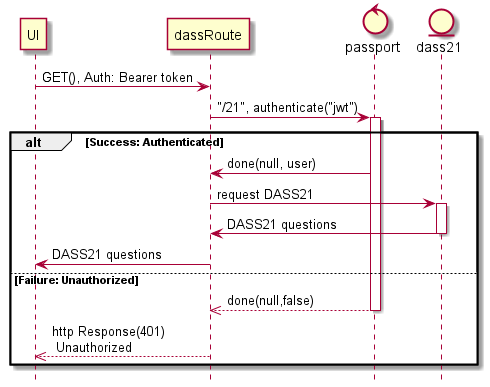 UI
dassRoute
passport
dass21
GET(), Auth: Bearer token
"/21", authenticate("jwt")
alt
[Success: Authenticated]
done(null, user)
request DASS21
DASS21 questions
DASS21 questions
[Failure: Unauthorized]
done(null,false)
http Response(401)
Unauthorized